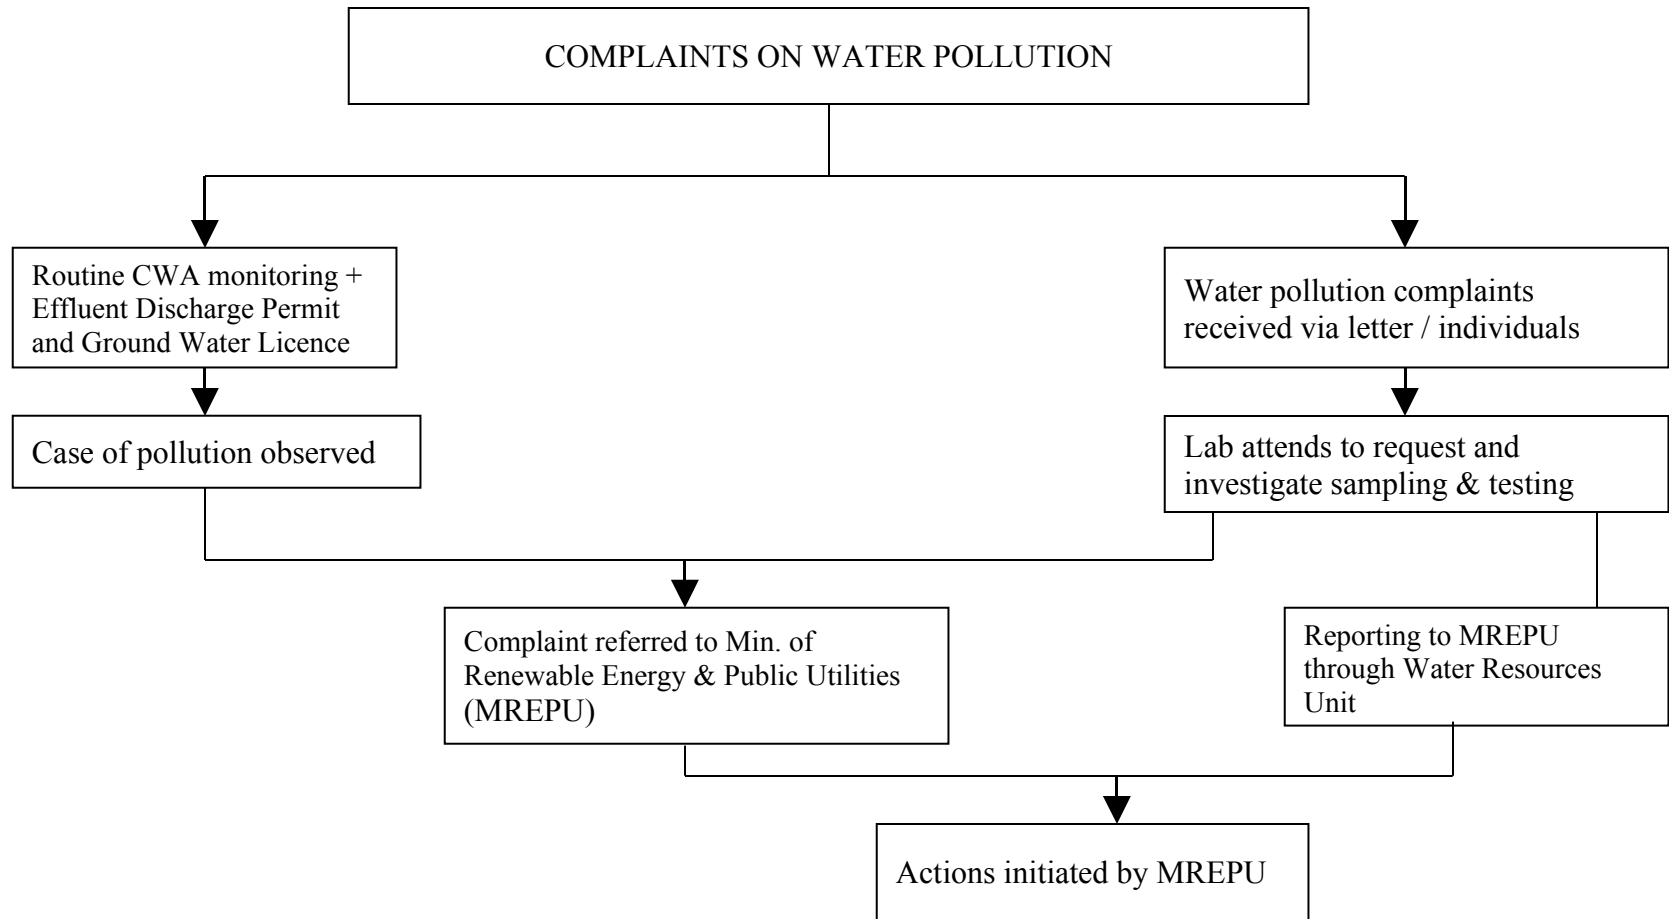 COMPLAINTS ON WATER POLLUTION
Routine CWA monitoring +
Effluent Discharge Permit
and Ground Water Licence
Water pollution complaints
received via letter / individuals
Case of pollution observed
Lab attends to request and
investigate sampling & testing
Complaint referred to Min. of
Renewable Energy & Public Utilities
(MREPU)
Reporting to MREPU
through Water Resources
Unit
Actions initiated by MREPU